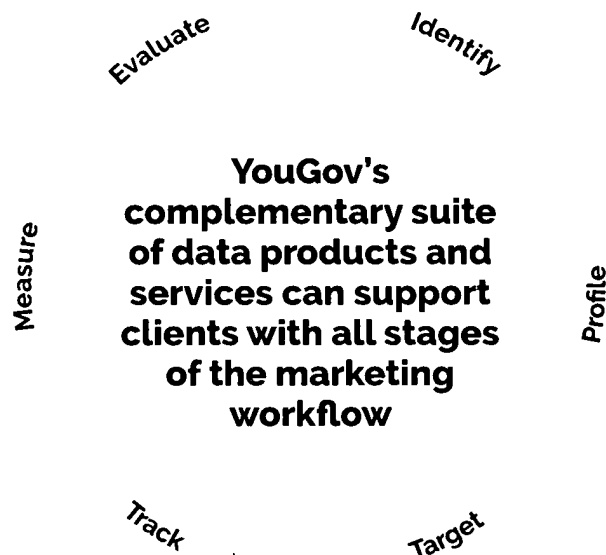 Evaluate
Identify
YouGov’s
complementary suite
of data products and
services can support
clients with all stages
of the marketing
workflow
Measure
Profile
Track
Target